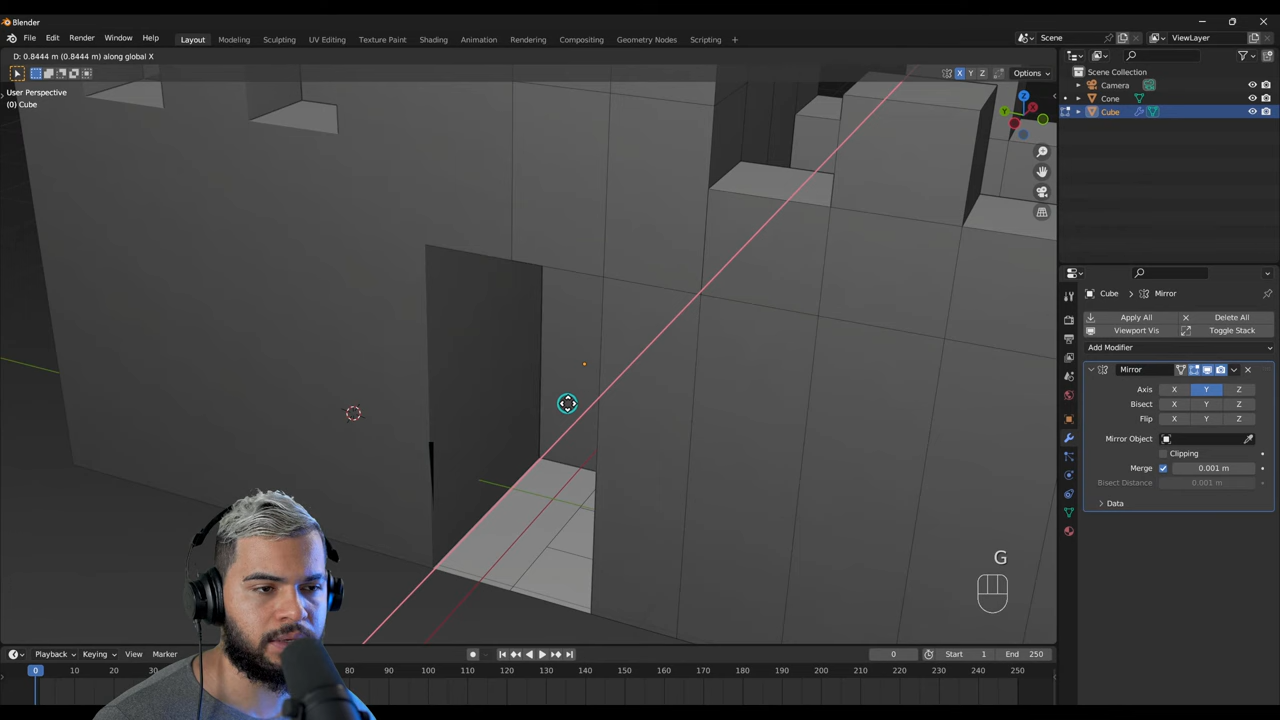 Blender
File Edit Render Window Help Layout Modeling Sculpting UV Editing Texture Paint Shading Animation Rendering Compositing Geometry Nodes Scripting + Scene ViewLayer
D: 0.8444 m (0.8444 m) along global X
X Y Z Options
User Perspective
(0) Cube
Z
X
Y
G
Scene Collection
Camera
Cone
Cube
Cube > Mirror
Apply All Delete All
Viewport Vis Toggle Stack
Add Modifier
Mirror
Axis X Y Z
Bisect X Y Z
Flip X Y Z
Mirror Object
Clipping
Merge 0.001 m
Bisect Distance 0.001 m
Data
Playback Keying View Marker 0 Start 1 End 250
0 10 20 80 90 100 110 120 130 140 150 160 170 180 190 200 210 220 230 240 250